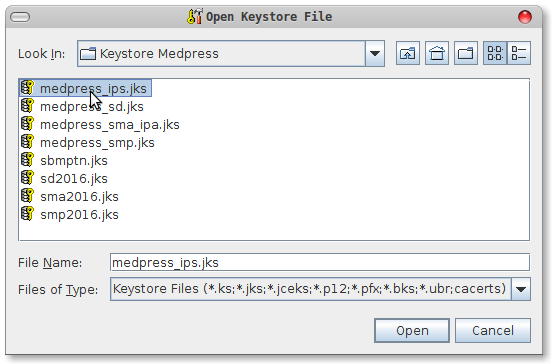 Open Keystore File
Look In: Keystore Medpress
medpress_ips.jks
medpress_sd.jks
medpress_sma_ipa.jks
medpress_smp.jks
sbmptn.jks
sd2016.jks
sma2016.jks
smp2016.jks
File Name: medpress_ips.jks
Files of Type: Keystore Files (*.ks;*.jks;*.jceks;*.p12;*.pfx;*.bks;*.ubr;cacerts)
Open Cancel